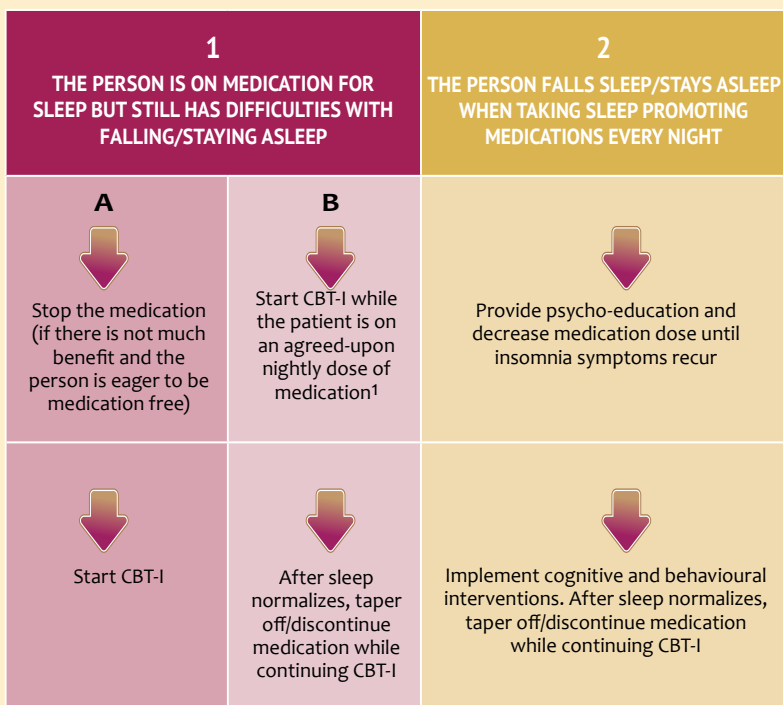 1
THE PERSON IS ON MEDICATION FOR
SLEEP BUT STILL HAS DIFFICULTIES WITH
FALLING/STAYING ASLEEP
2
THE PERSON FALLS SLEEP/STAYS ASLEEP
WHEN TAKING SLEEP PROMOTING
MEDICATIONS EVERY NIGHT
A
Stop the medication
(if there is not much
benefit and the
person is eager to be
medication free)
B
Start CBT-I while
the patient is on
an agreed-upon
nightly dose of
medication¹
Provide psycho-education and
decrease medication dose until
insomnia symptoms recur
Start CBT-I
After sleep
normalizes, taper
off/discontinue
medication while
continuing CBT-I
Implement cognitive and behavioural
interventions. After sleep normalizes,
taper off/discontinue medication
while continuing CBT-I